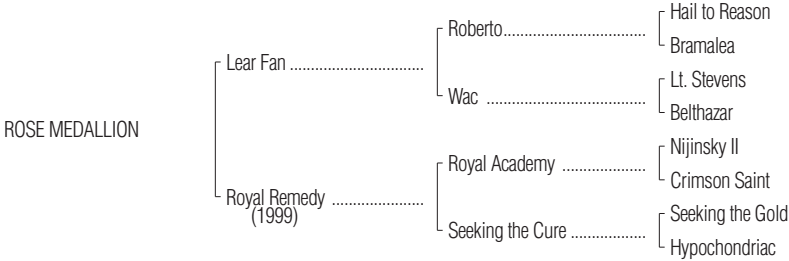 Hail to Reason
Roberto..................................
Bramalea
Lear Fan ................................
Lt. Stevens
Wac ......................................
Belthazar
ROSE MEDALLION
Nijinsky II
Royal Academy ....................
Crimson Saint
Royal Remedy ......................
(1999)
Seeking the Gold
Seeking the Cure ..................
Hypochondriac